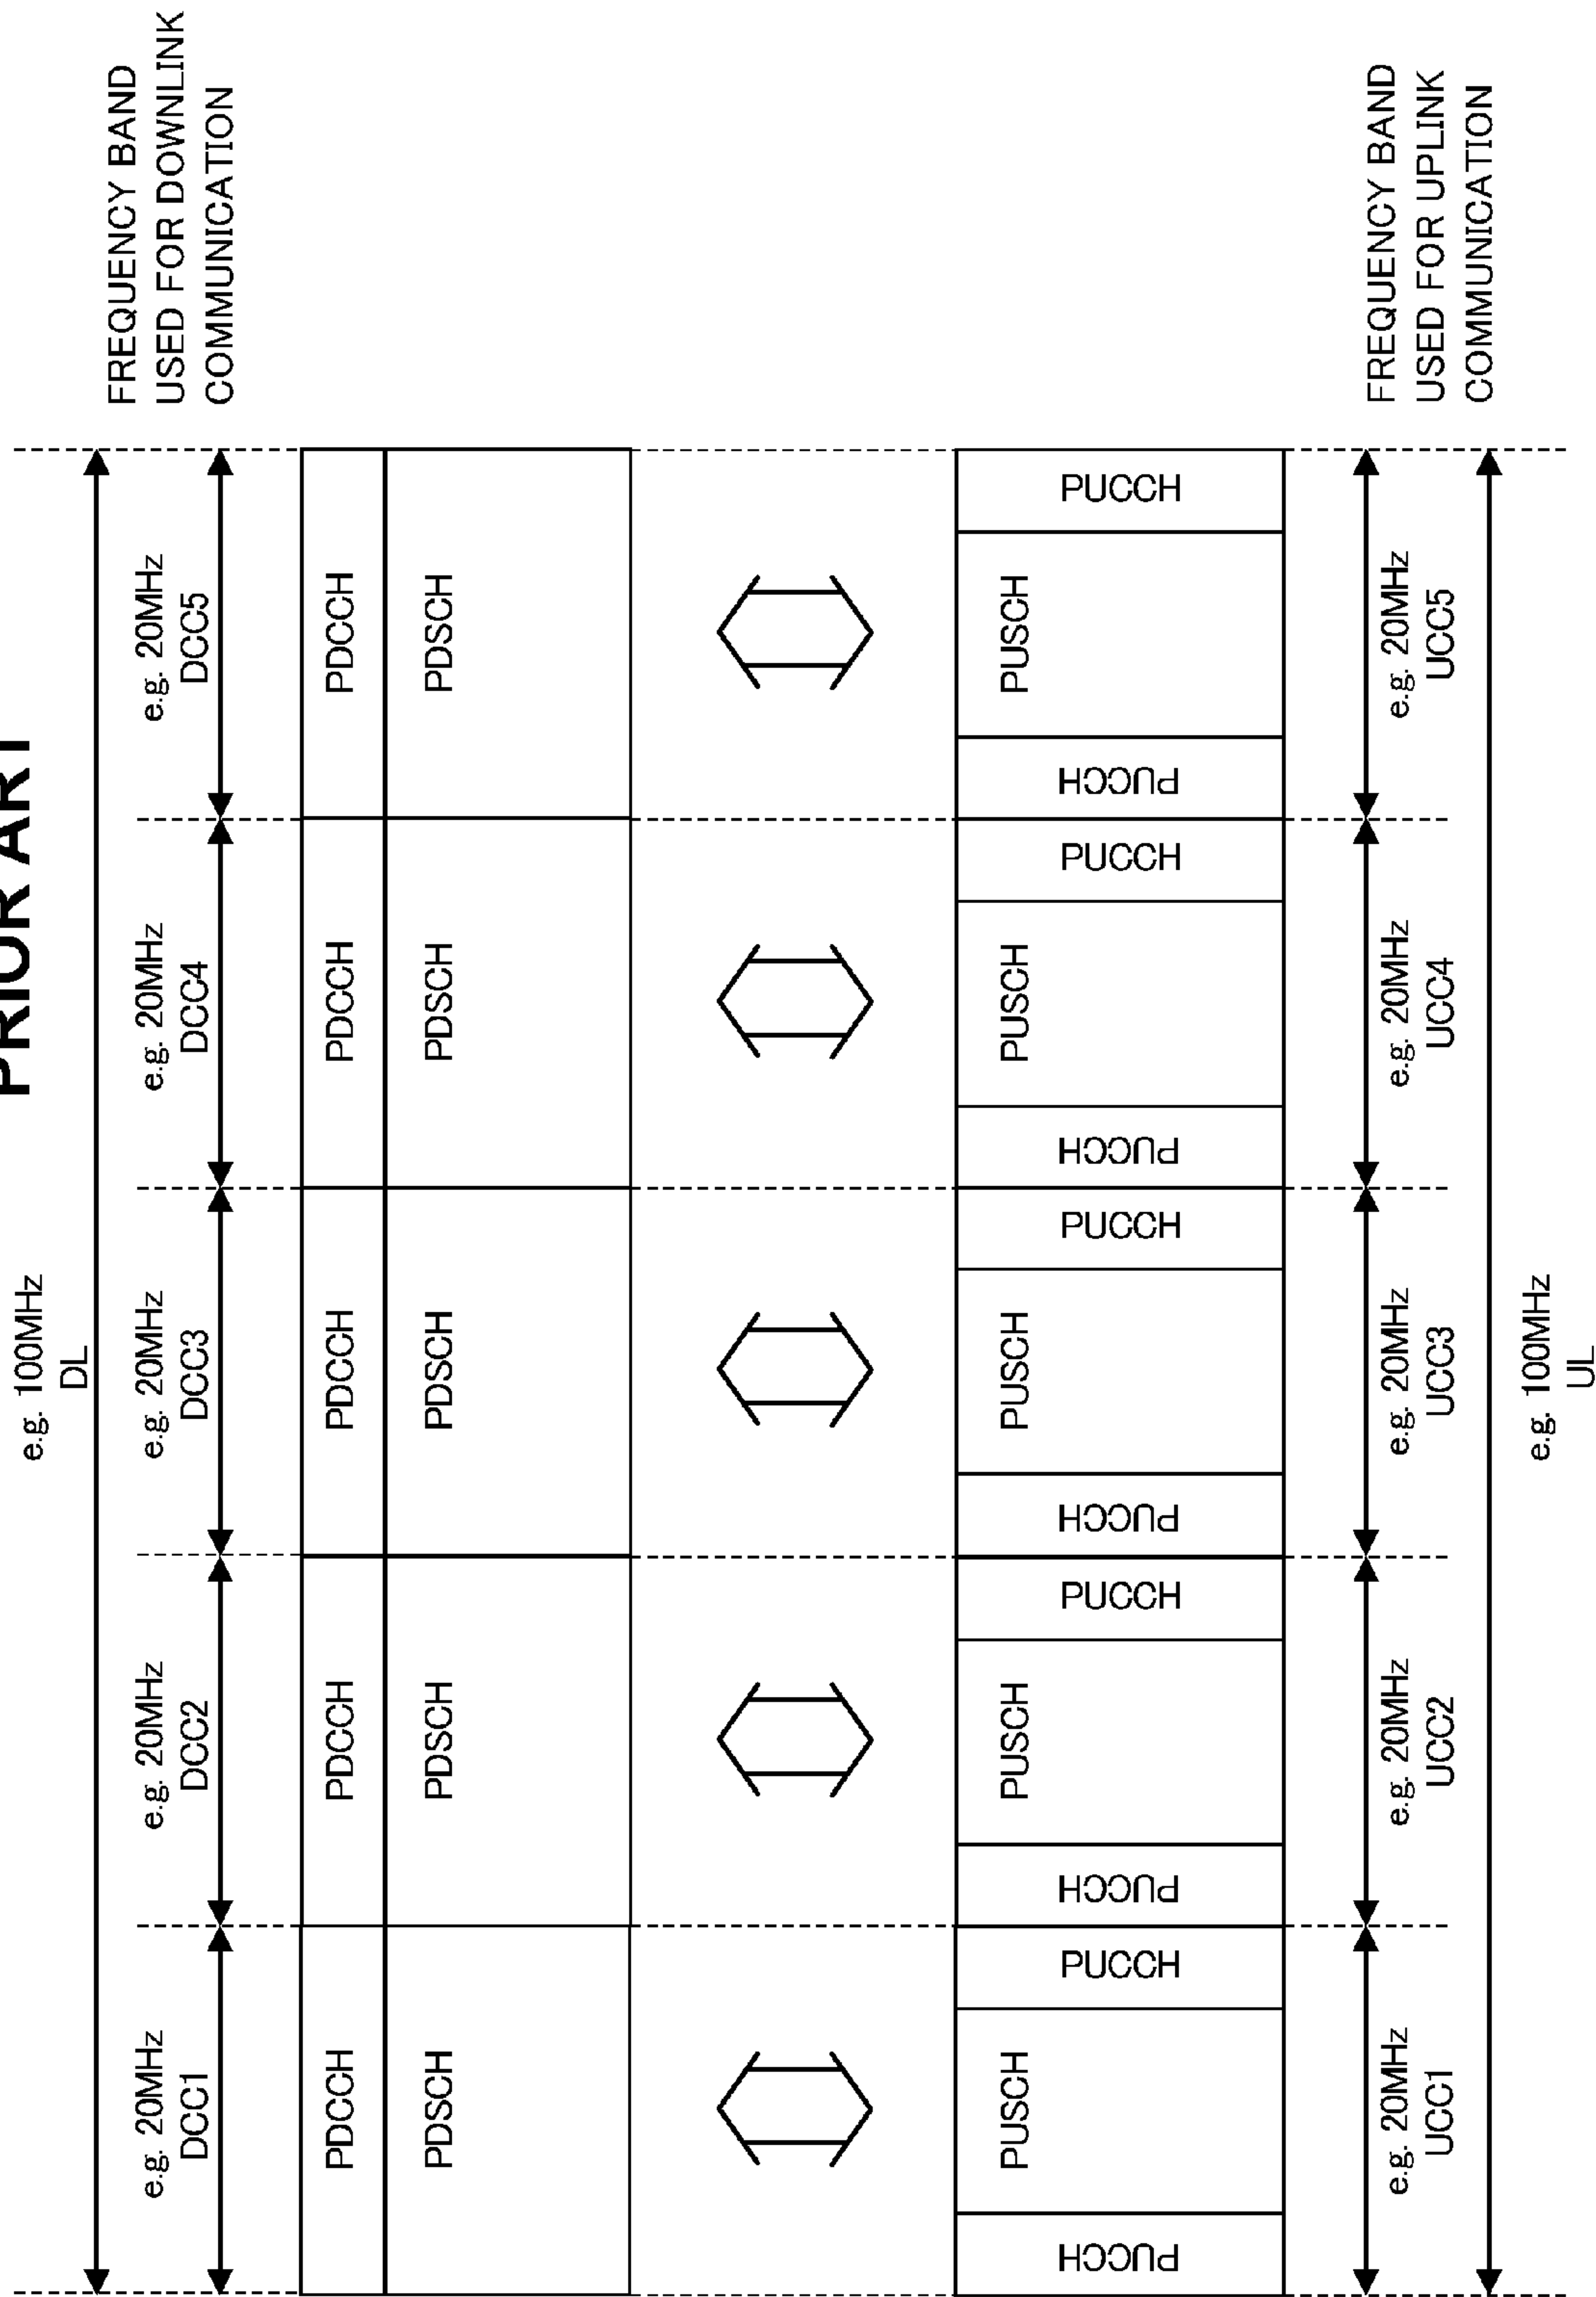 PRIOR ART
e.g. 100MHz
DL
e.g. 20MHz
DCC1
e.g. 20MHz
DCC2
e.g. 20MHz
DCC3
e.g. 20MHz
DCC4
e.g. 20MHz
DCC5
FREQUENCY BAND
USED FOR DOWNLINK
COMMUNICATION
PDCCH
PDCCH
PDCCH
PDCCH
PDCCH
PDSCH
PDSCH
PDSCH
PDSCH
PDSCH
PUCCH
PUSCH
PUCCH
PUCCH
PUSCH
PUCCH
PUCCH
PUSCH
PUCCH
PUCCH
PUSCH
PUCCH
PUCCH
PUSCH
PUCCH
e.g. 20MHz
UCC1
e.g. 20MHz
UCC2
e.g. 20MHz
UCC3
e.g. 20MHz
UCC4
e.g. 20MHz
UCC5
FREQUENCY BAND
USED FOR UPLINK
COMMUNICATION
e.g. 100MHz
UL